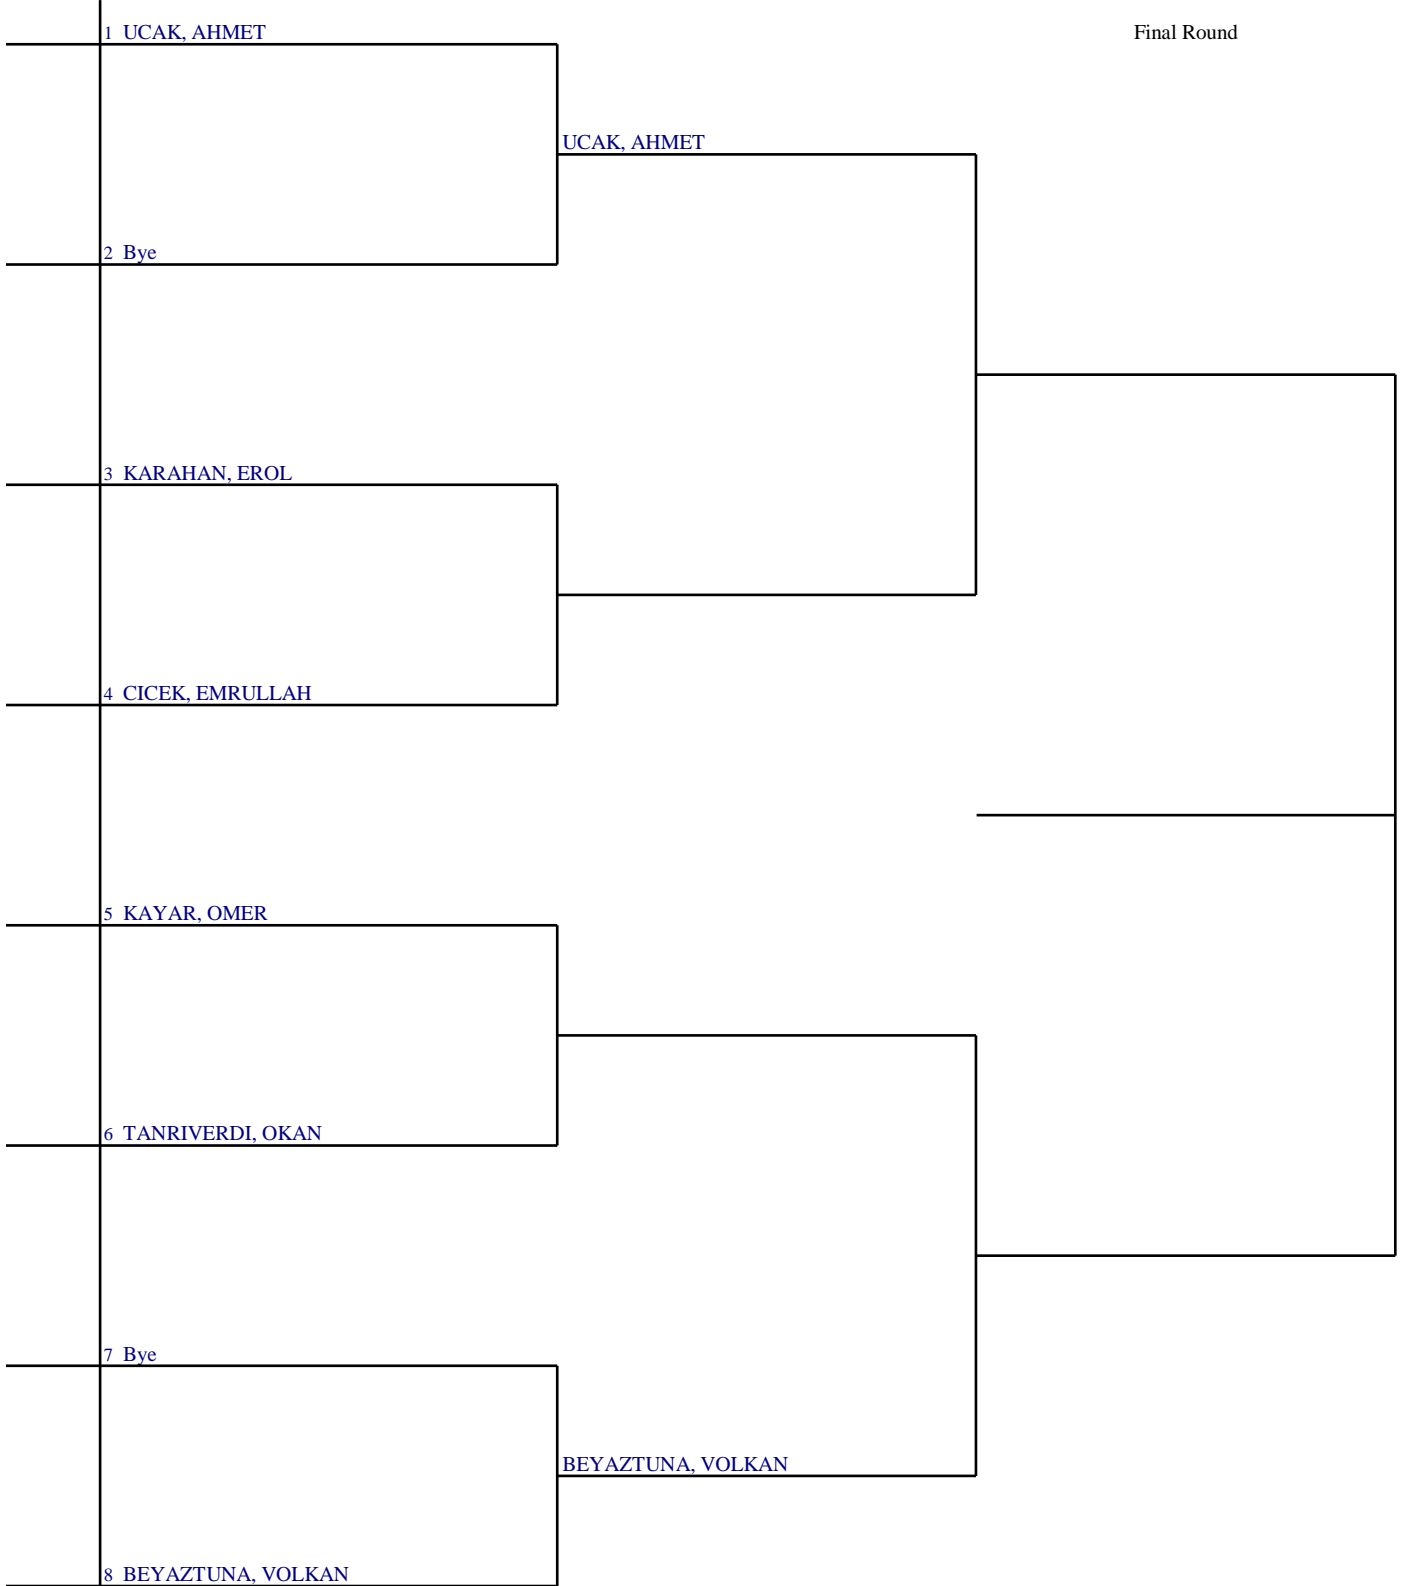 1 UCAK, AHMET
Final Round
UCAK, AHMET
2 Bye
3 KARAHAN, EROL
4 CICEK, EMRULLAH
5 KAYAR, OMER
6 TANRIVERDI, OKAN
7 Bye
BEYAZTUNA, VOLKAN
8 BEYAZTUNA, VOLKAN